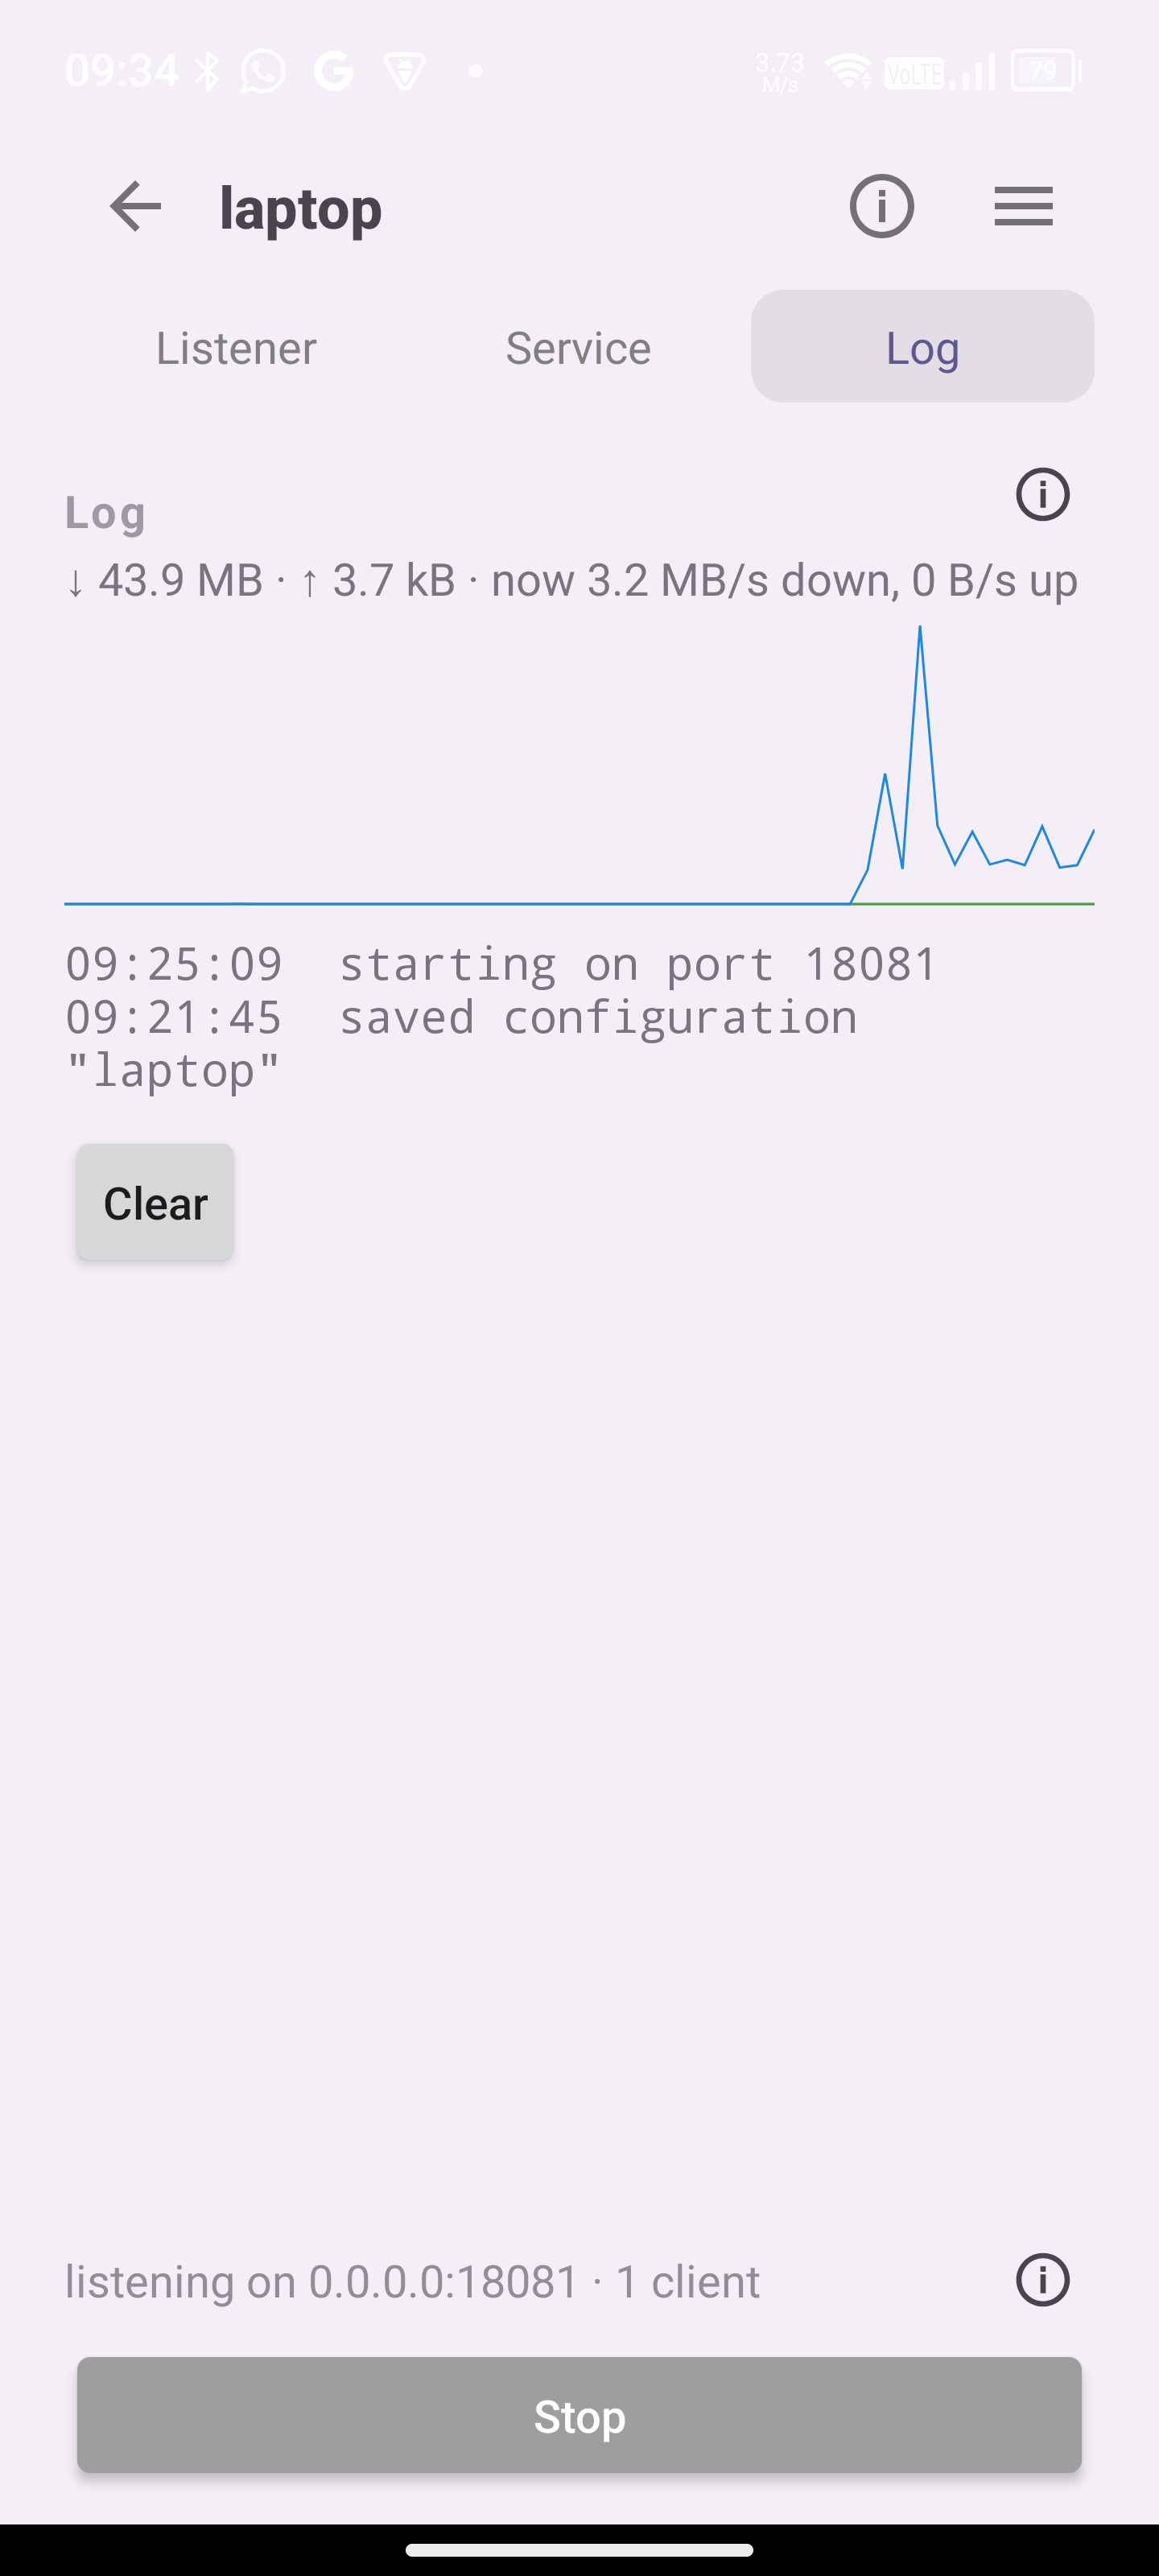 09:34
3.73
M/s
VoLTE
79
laptop
Listener
Service
Log
Log
↓ 43.9 MB · ↑ 3.7 kB · now 3.2 MB/s down, 0 B/s up
09:25:09  starting on port 18081
09:21:45  saved configuration
"laptop"
Clear
listening on 0.0.0.0:18081 · 1 client
Stop